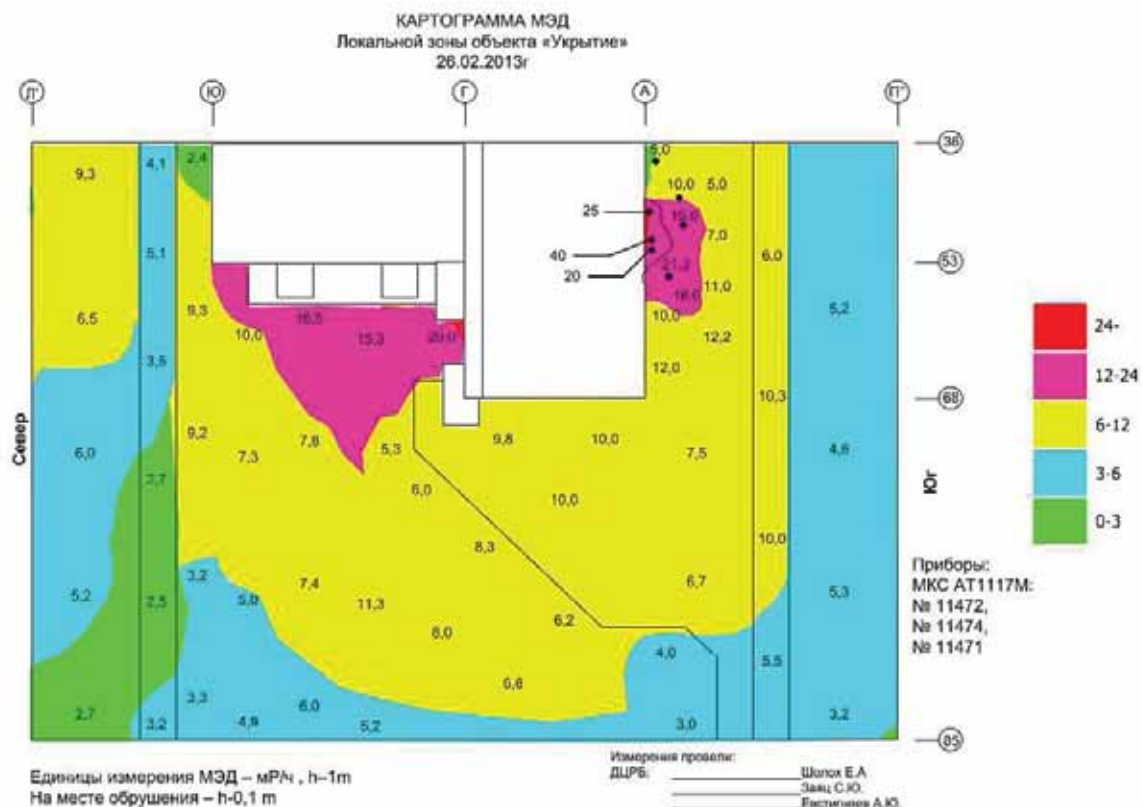 КАРТОГРАММА МЭД
Локальной зоны объекта «Укрытие»
26.02.2013г
Л' Ю Г А П''
36
2,4 5,0
9,3 4,1
10,0 5,0
25 19,0
40 7,0
5,1 6,0
20 21,2
53
18,6 11,0
9,3 10,0 5,2
6,5 16,5
10,0 15,3 20,0 12,2
3,5
12,0
10,3 68
9,2 7,8 9,8 10,0
7,3 5,3 7,5 4,8
6,0
2,7 6,0
10,0
8,3 10,0
3,2 7,4 6,7
5,2 2,5 5,0 11,3 5,3
8,0 6,2
4,0 5,5
6,8
3,3 6,0
2,7 3,2 4,9 5,2 3,0 3,2
85
Север
Юг
24-
12-24
6-12
3-6
0-3
Приборы:
МКС АТ1117М:
№ 11472,
№ 11474,
№ 11471
Единицы измерения МЭД – мР/ч , h–1m
На месте обрушения – h-0,1 m
Измерения провели:
ДЦРБ: Шолох Е.А
Заяц С.Ю.
А.Ю.